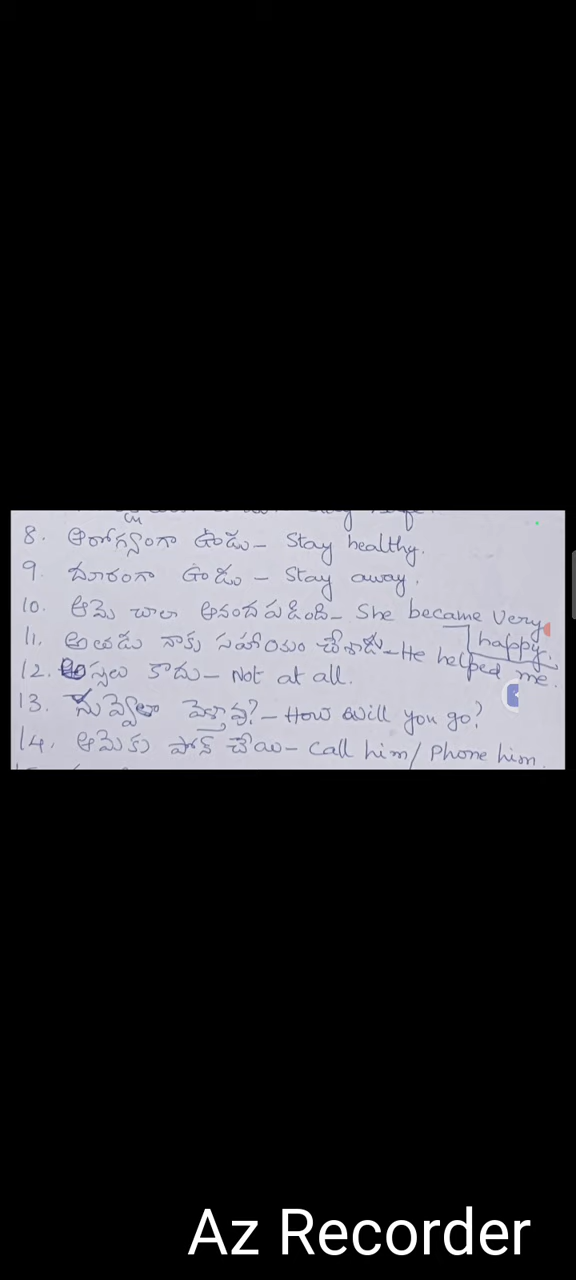 8. ఆరోగ్యంగా ఉండు - Stay healthy.
9. దూరంగా ఉండు - Stay away.
10. ఆమె చాలా ఆనందపడింది - She became very happy.
11. అతడు నాకు సహాయం చేశాడు - He helped me.
12. అస్సలు కాదు - Not at all.
13. నువ్వెలా వెళ్తావు? - How will you go?
14. ఆమెకు ఫోన్ చేయి - Call him / Phone him.
Az Recorder